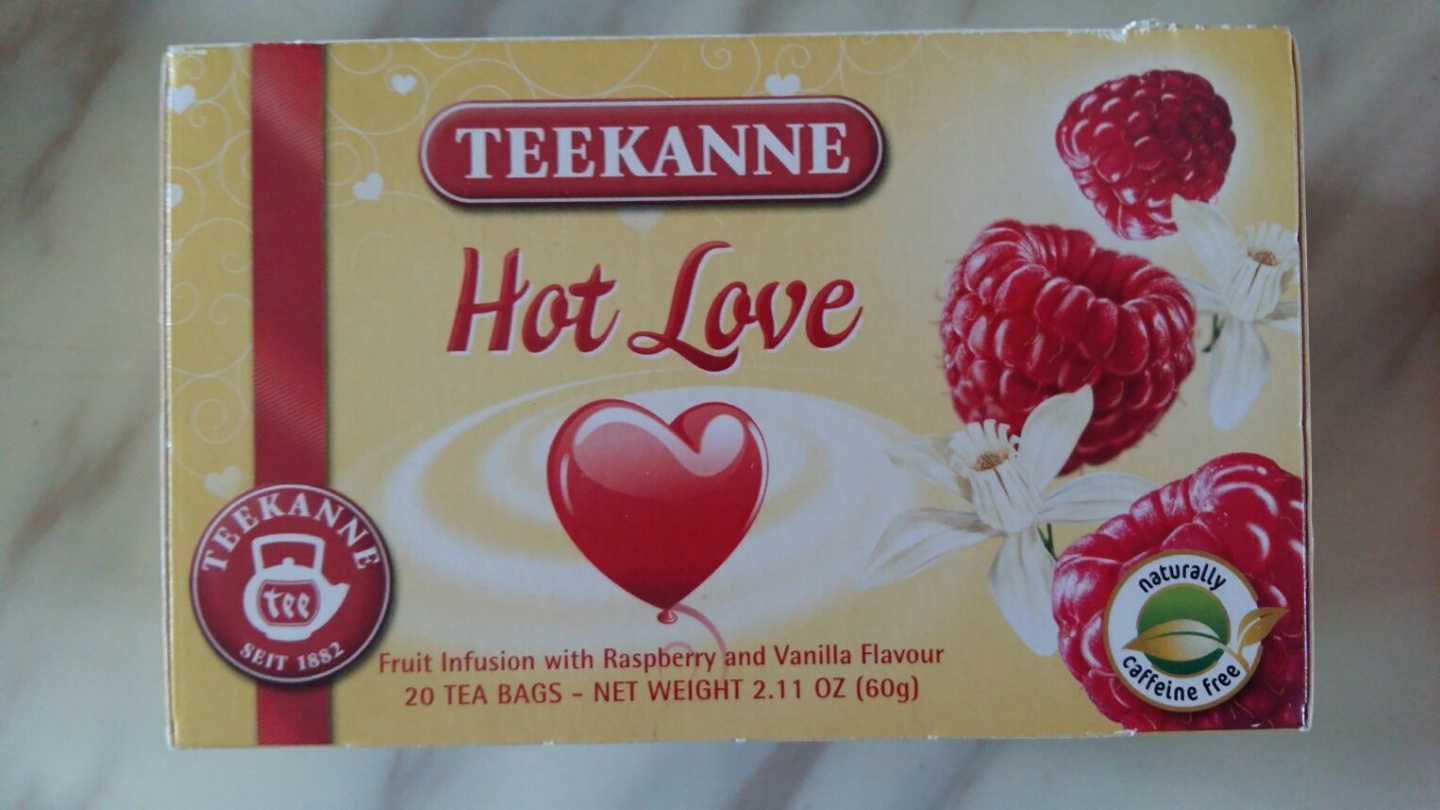 TEEKANNE
Hot Love
TEEKANNE
tee
SEIT 1882
Fruit Infusion with Raspberry and Vanilla Flavour
20 TEA BAGS - NET WEIGHT 2.11 OZ (60g)
naturally
caffeine free